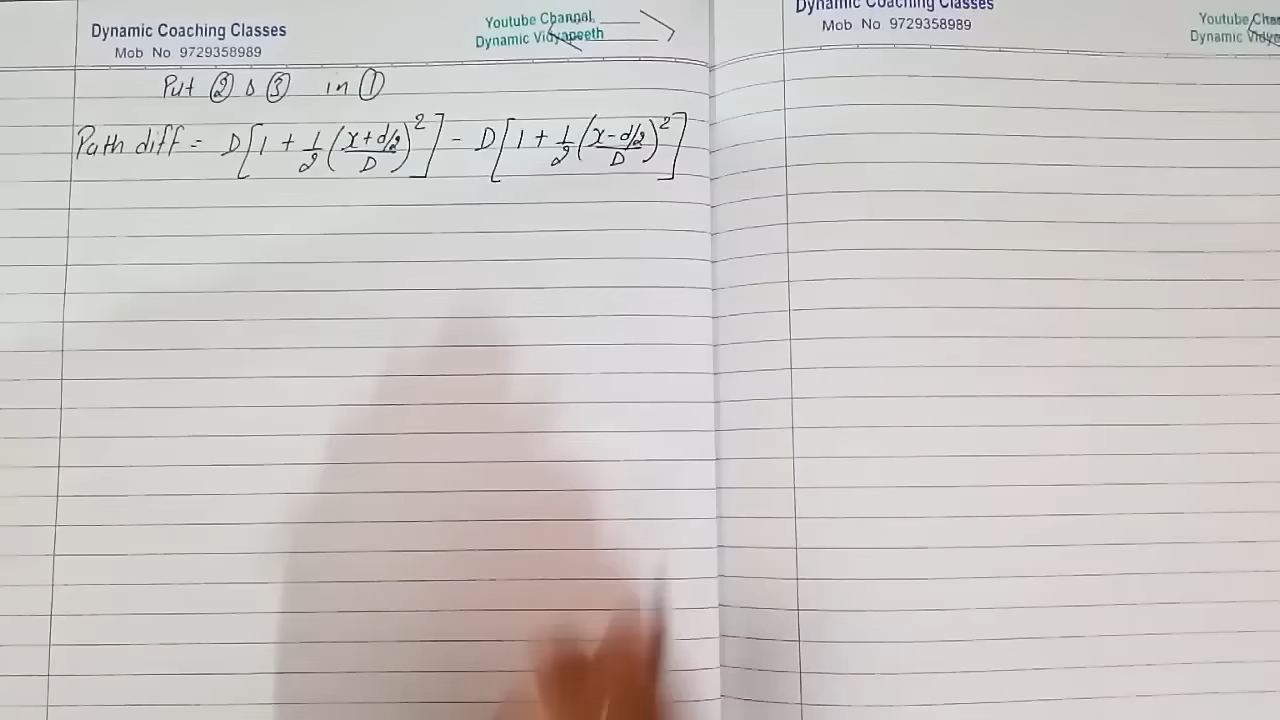 Dynamic Coaching Classes
Mob No 9729358989
Youtube Channel
Dynamic Vidyapeeth
Put ② & ③ in ①
Path diff = D[1 + 1/2 ((x+d/2)/D)²] - D[1 + 1/2 ((x-d/2)/D)²]
Dynamic Coaching Classes
Mob No 9729358989
Youtube
Dynamic